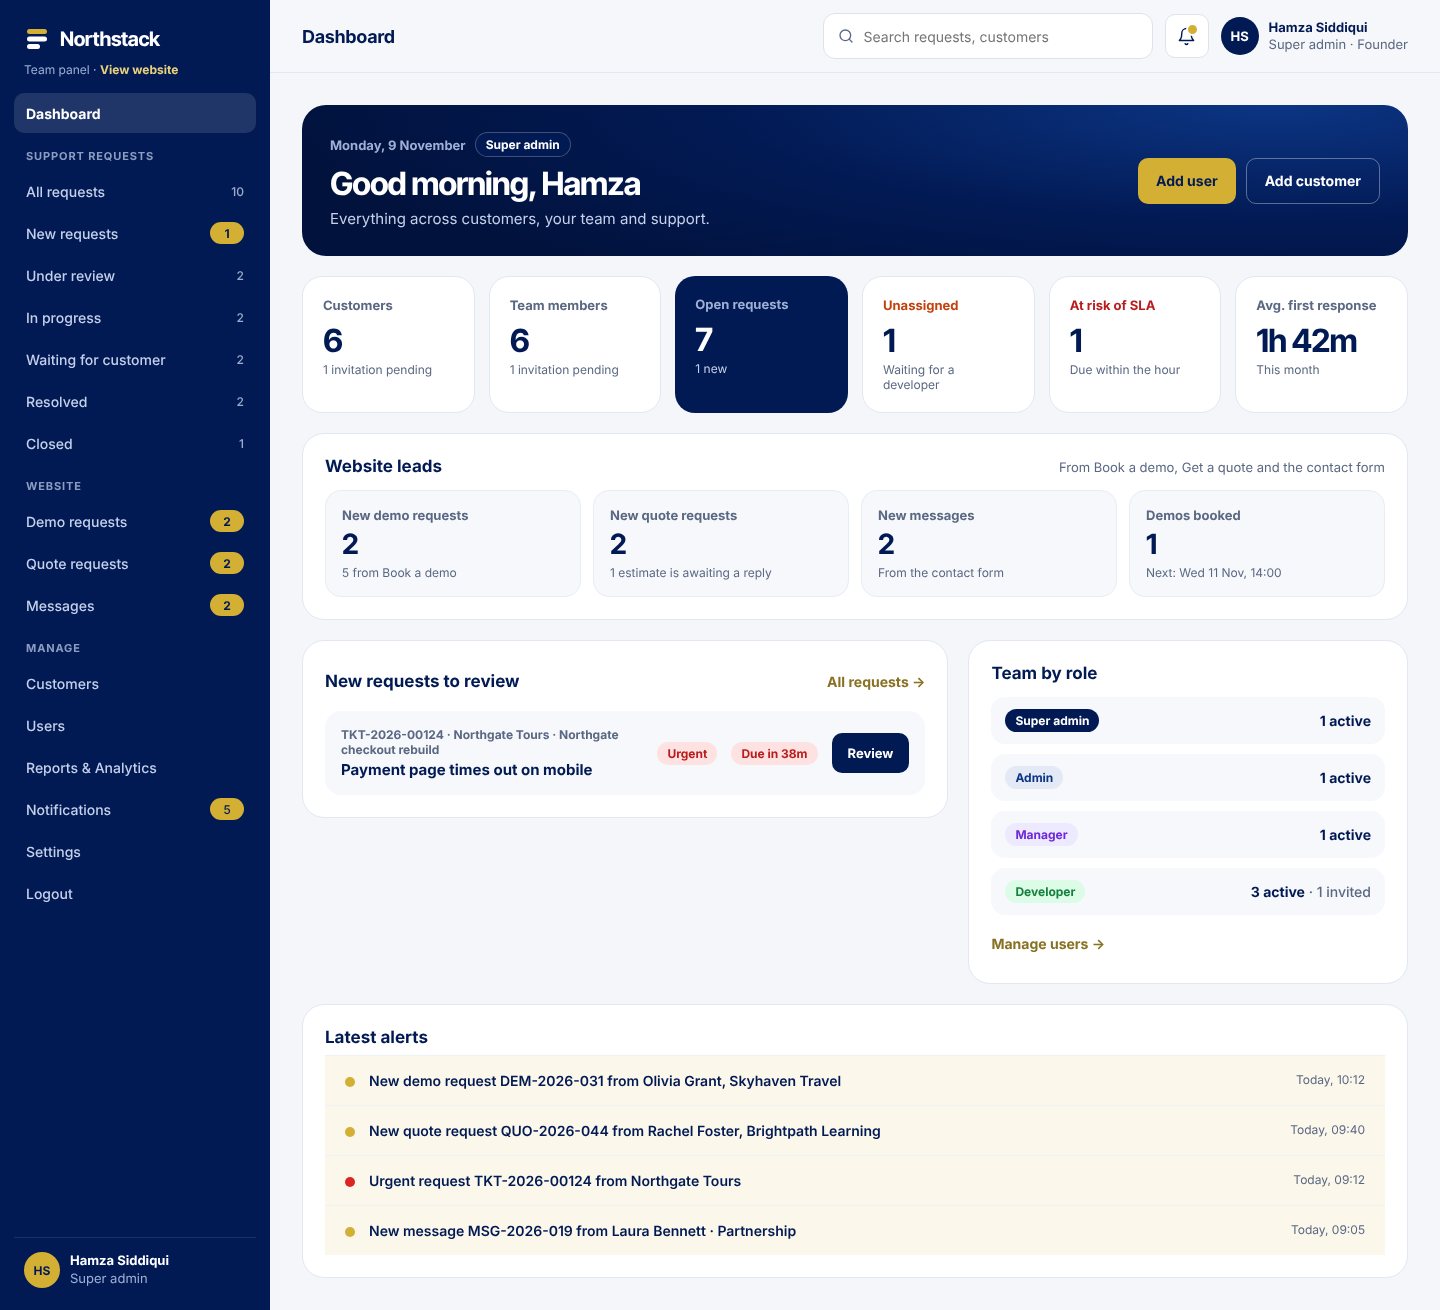 Northstack
Team panel · View website
Dashboard
SUPPORT REQUESTS
All requests 10
New requests 1
Under review 2
In progress 2
Waiting for customer 2
Resolved 2
Closed 1
WEBSITE
Demo requests 2
Quote requests 2
Messages 2
MANAGE
Customers
Users
Reports & Analytics
Notifications 5
Settings
Logout
HS
Hamza Siddiqui
Super admin
Dashboard
Search requests, customers
HS
Hamza Siddiqui
Super admin · Founder
Monday, 9 November Super admin
Good morning, Hamza
Everything across customers, your team and support.
Add user Add customer
Customers
6
1 invitation pending
Team members
6
1 invitation pending
Open requests
7
1 new
Unassigned
1
Waiting for a
developer
At risk of SLA
1
Due within the hour
Avg. first response
1h 42m
This month
Website leads
From Book a demo, Get a quote and the contact form
New demo requests
2
5 from Book a demo
New quote requests
2
1 estimate is awaiting a reply
New messages
2
From the contact form
Demos booked
1
Next: Wed 11 Nov, 14:00
New requests to review
All requests →
TKT-2026-00124 · Northgate Tours · Northgate
checkout rebuild
Payment page times out on mobile
Urgent Due in 38m Review
Team by role
Super admin 1 active
Admin 1 active
Manager 1 active
Developer 3 active · 1 invited
Manage users →
Latest alerts
New demo request DEM-2026-031 from Olivia Grant, Skyhaven Travel Today, 10:12
New quote request QUO-2026-044 from Rachel Foster, Brightpath Learning Today, 09:40
Urgent request TKT-2026-00124 from Northgate Tours Today, 09:12
New message MSG-2026-019 from Laura Bennett · Partnership Today, 09:05